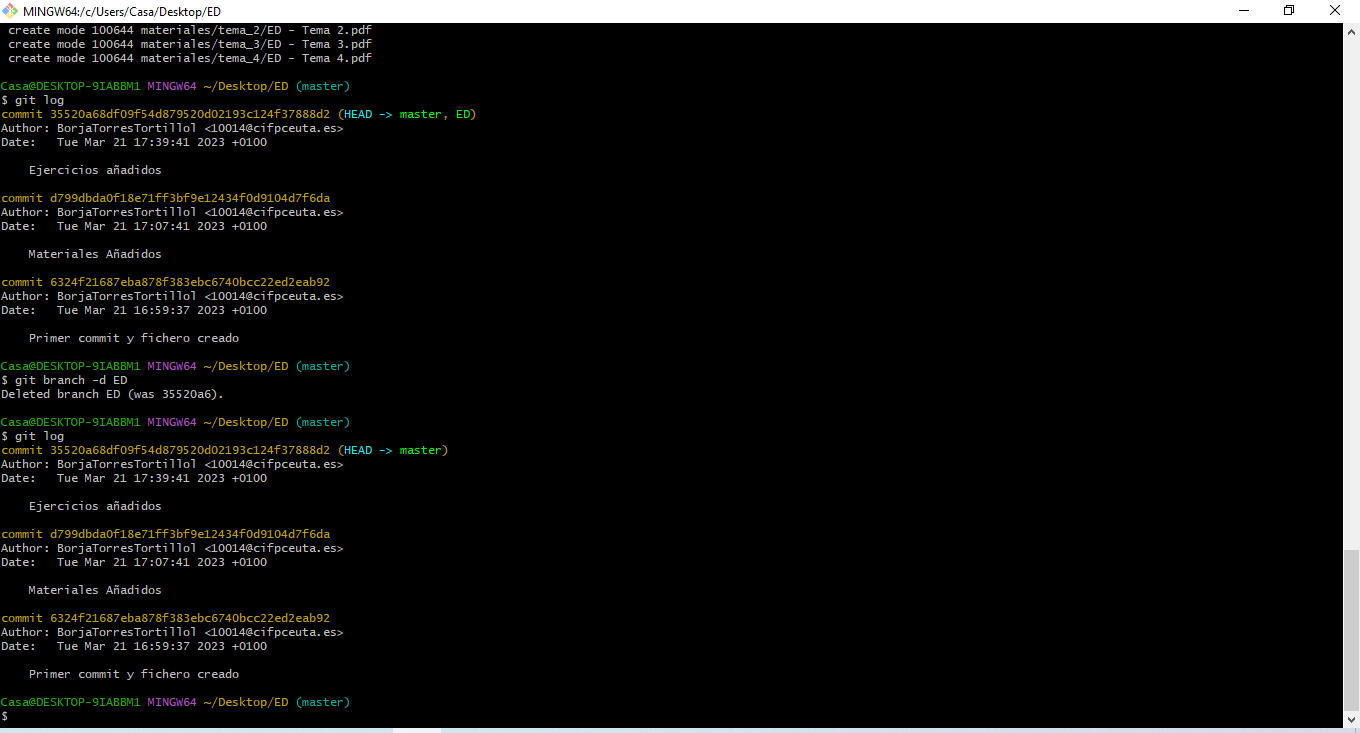 MINGW64:/c/Users/Casa/Desktop/ED
create mode 100644 materiales/tema_2/ED - Tema 2.pdf
create mode 100644 materiales/tema_3/ED - Tema 3.pdf
create mode 100644 materiales/tema_4/ED - Tema 4.pdf
Casa@DESKTOP-9IABBM1 MINGW64 ~/Desktop/ED (master)
$ git log
commit 35520a68df09f54d879520d02193c124f37888d2 (HEAD -> master, ED)
Author: BorjaTorresTortillol <10014@cifpceuta.es>
Date:   Tue Mar 21 17:39:41 2023 +0100
Ejercicios añadidos
commit d799dbda0f18e71ff3bf9e12434f0d9104d7f6da
Author: BorjaTorresTortillol <10014@cifpceuta.es>
Date:   Tue Mar 21 17:07:41 2023 +0100
Materiales Añadidos
commit 6324f21687eba878f383ebc6740bcc22ed2eab92
Author: BorjaTorresTortillol <10014@cifpceuta.es>
Date:   Tue Mar 21 16:59:37 2023 +0100
Primer commit y fichero creado
Casa@DESKTOP-9IABBM1 MINGW64 ~/Desktop/ED (master)
$ git branch -d ED
Deleted branch ED (was 35520a6).
Casa@DESKTOP-9IABBM1 MINGW64 ~/Desktop/ED (master)
$ git log
commit 35520a68df09f54d879520d02193c124f37888d2 (HEAD -> master)
Author: BorjaTorresTortillol <10014@cifpceuta.es>
Date:   Tue Mar 21 17:39:41 2023 +0100
Ejercicios añadidos
commit d799dbda0f18e71ff3bf9e12434f0d9104d7f6da
Author: BorjaTorresTortillol <10014@cifpceuta.es>
Date:   Tue Mar 21 17:07:41 2023 +0100
Materiales Añadidos
commit 6324f21687eba878f383ebc6740bcc22ed2eab92
Author: BorjaTorresTortillol <10014@cifpceuta.es>
Date:   Tue Mar 21 16:59:37 2023 +0100
Primer commit y fichero creado
Casa@DESKTOP-9IABBM1 MINGW64 ~/Desktop/ED (master)
$